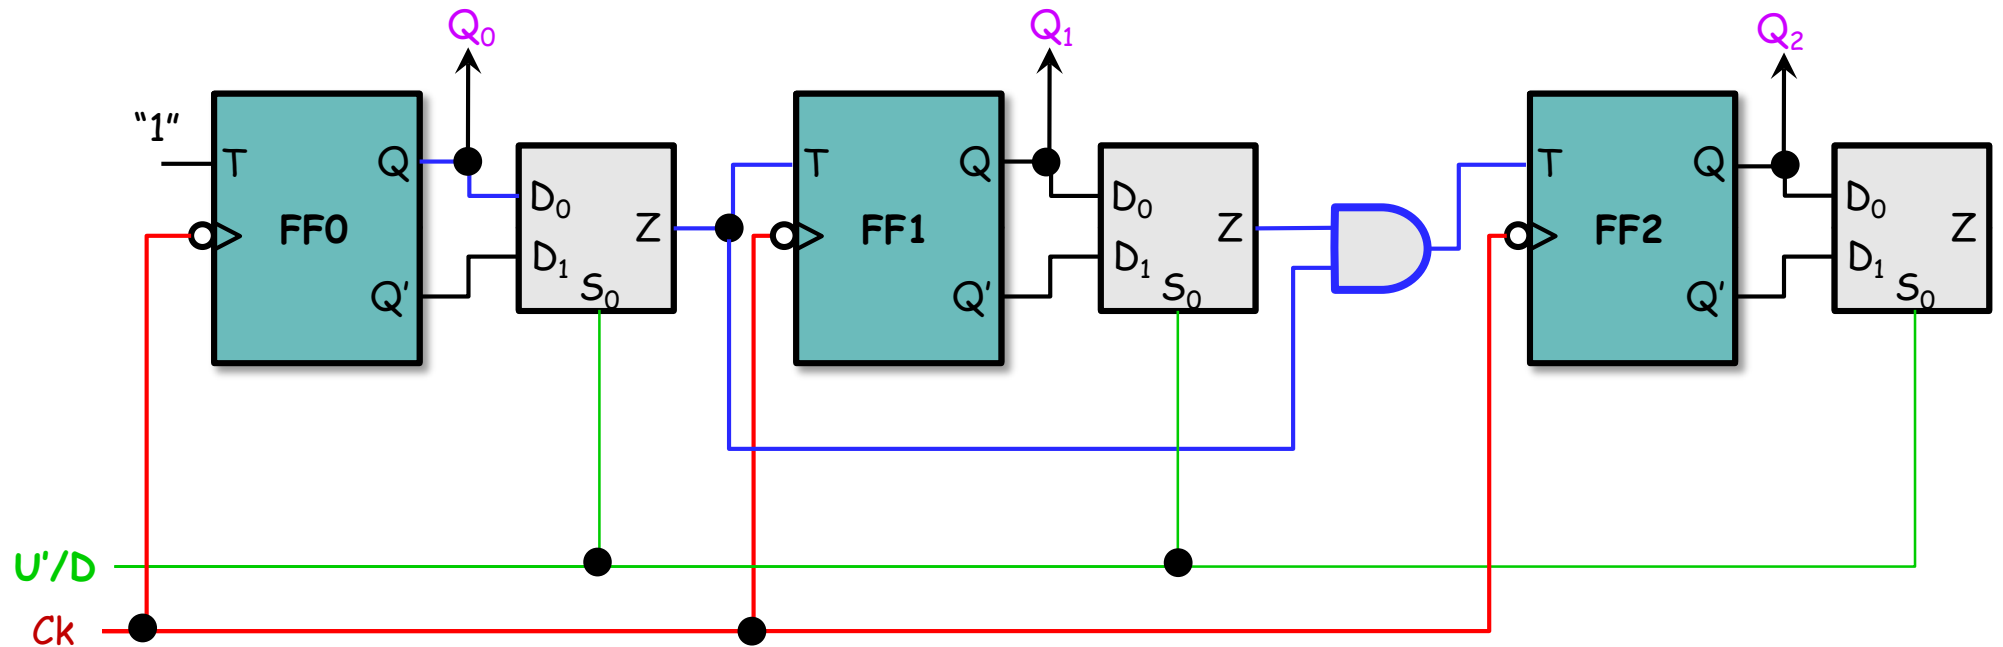 Q0 Q1 Q2
"1"
T Q FF0 Q'
D0 D1 Z S0
T Q FF1 Q'
D0 D1 Z S0
T Q FF2 Q'
D0 D1 Z S0
U'/D
Ck